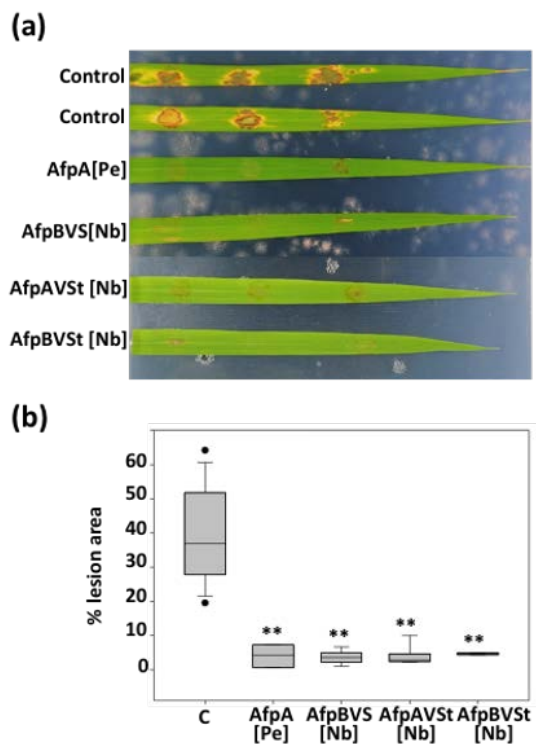 (a)
Control
Control
AfpA[Pe]
AfpBVS[Nb]
AfpAVSt [Nb]
AfpBVSt [Nb]
(b)
% lesion area
60
50
40
30
20
10
0
** ** ** **
C AfpA AfpBVS AfpAVSt AfpBVSt
[Pe] [Nb] [Nb] [Nb]